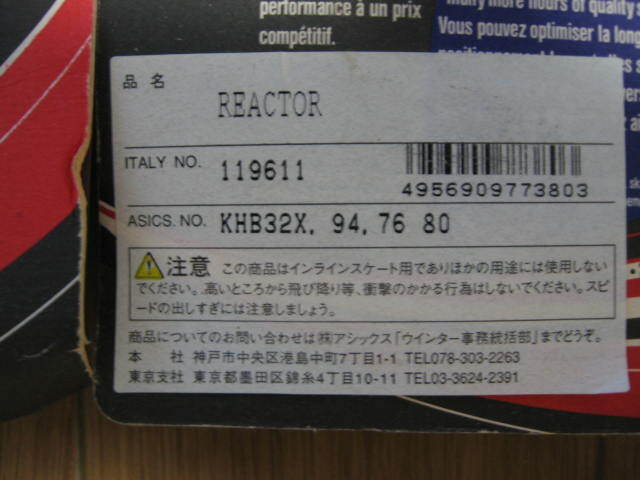 performance à un prix
compétitif.
many more hours of quality s
Vous pouvez optimiser la long
品名
REACTOR
ITALY NO. 119611
4956909773803
ASICS. NO. KHB32X. 94. 76 80
注意 この商品はインラインスケート用でありほかの用途には使用しない
でください。高いところから飛び降り等、衝撃のかかる行為はしないでください。スピ
ードの出しすぎには注意しましょう。
商品についてのお問い合わせは㈱アシックス「ウインター事務統括部」までどうぞ。
本社 神戸市中央区港島中町7丁目1-1 TEL078-303-2263
東京支社 東京都墨田区錦糸4丁目10-11 TEL03-3624-2391